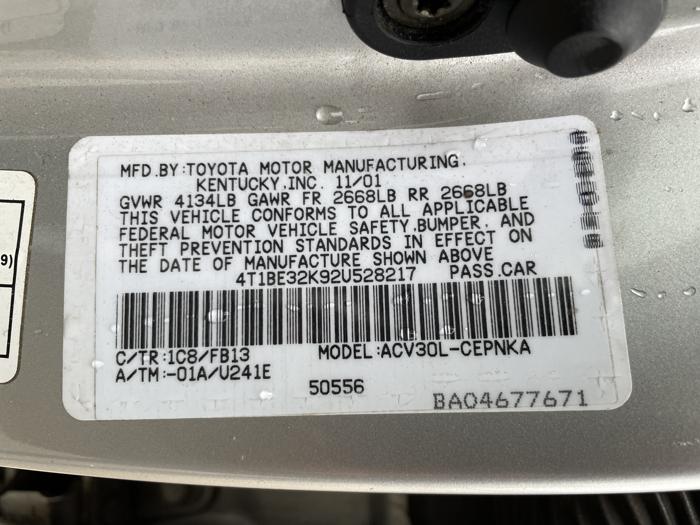 MFD.BY:TOYOTA MOTOR MANUFACTURING.
KENTUCKY.INC. 11/01
GVWR 4134LB GAWR FR 2668LB RR 2668LB
THIS VEHICLE CONFORMS TO ALL APPLICABLE
FEDERAL MOTOR VEHICLE SAFETY.BUMPER. AND
THEFT PREVENTION STANDARDS IN EFFECT ON
THE DATE OF MANUFACTURE SHOWN ABOVE
4T1BE32K92U528217 PASS.CAR
C/TR:1C8/FB13 MODEL:ACV30L-CEPNKA
A/TM:-01A/U241E
50556
BA04677671
9)